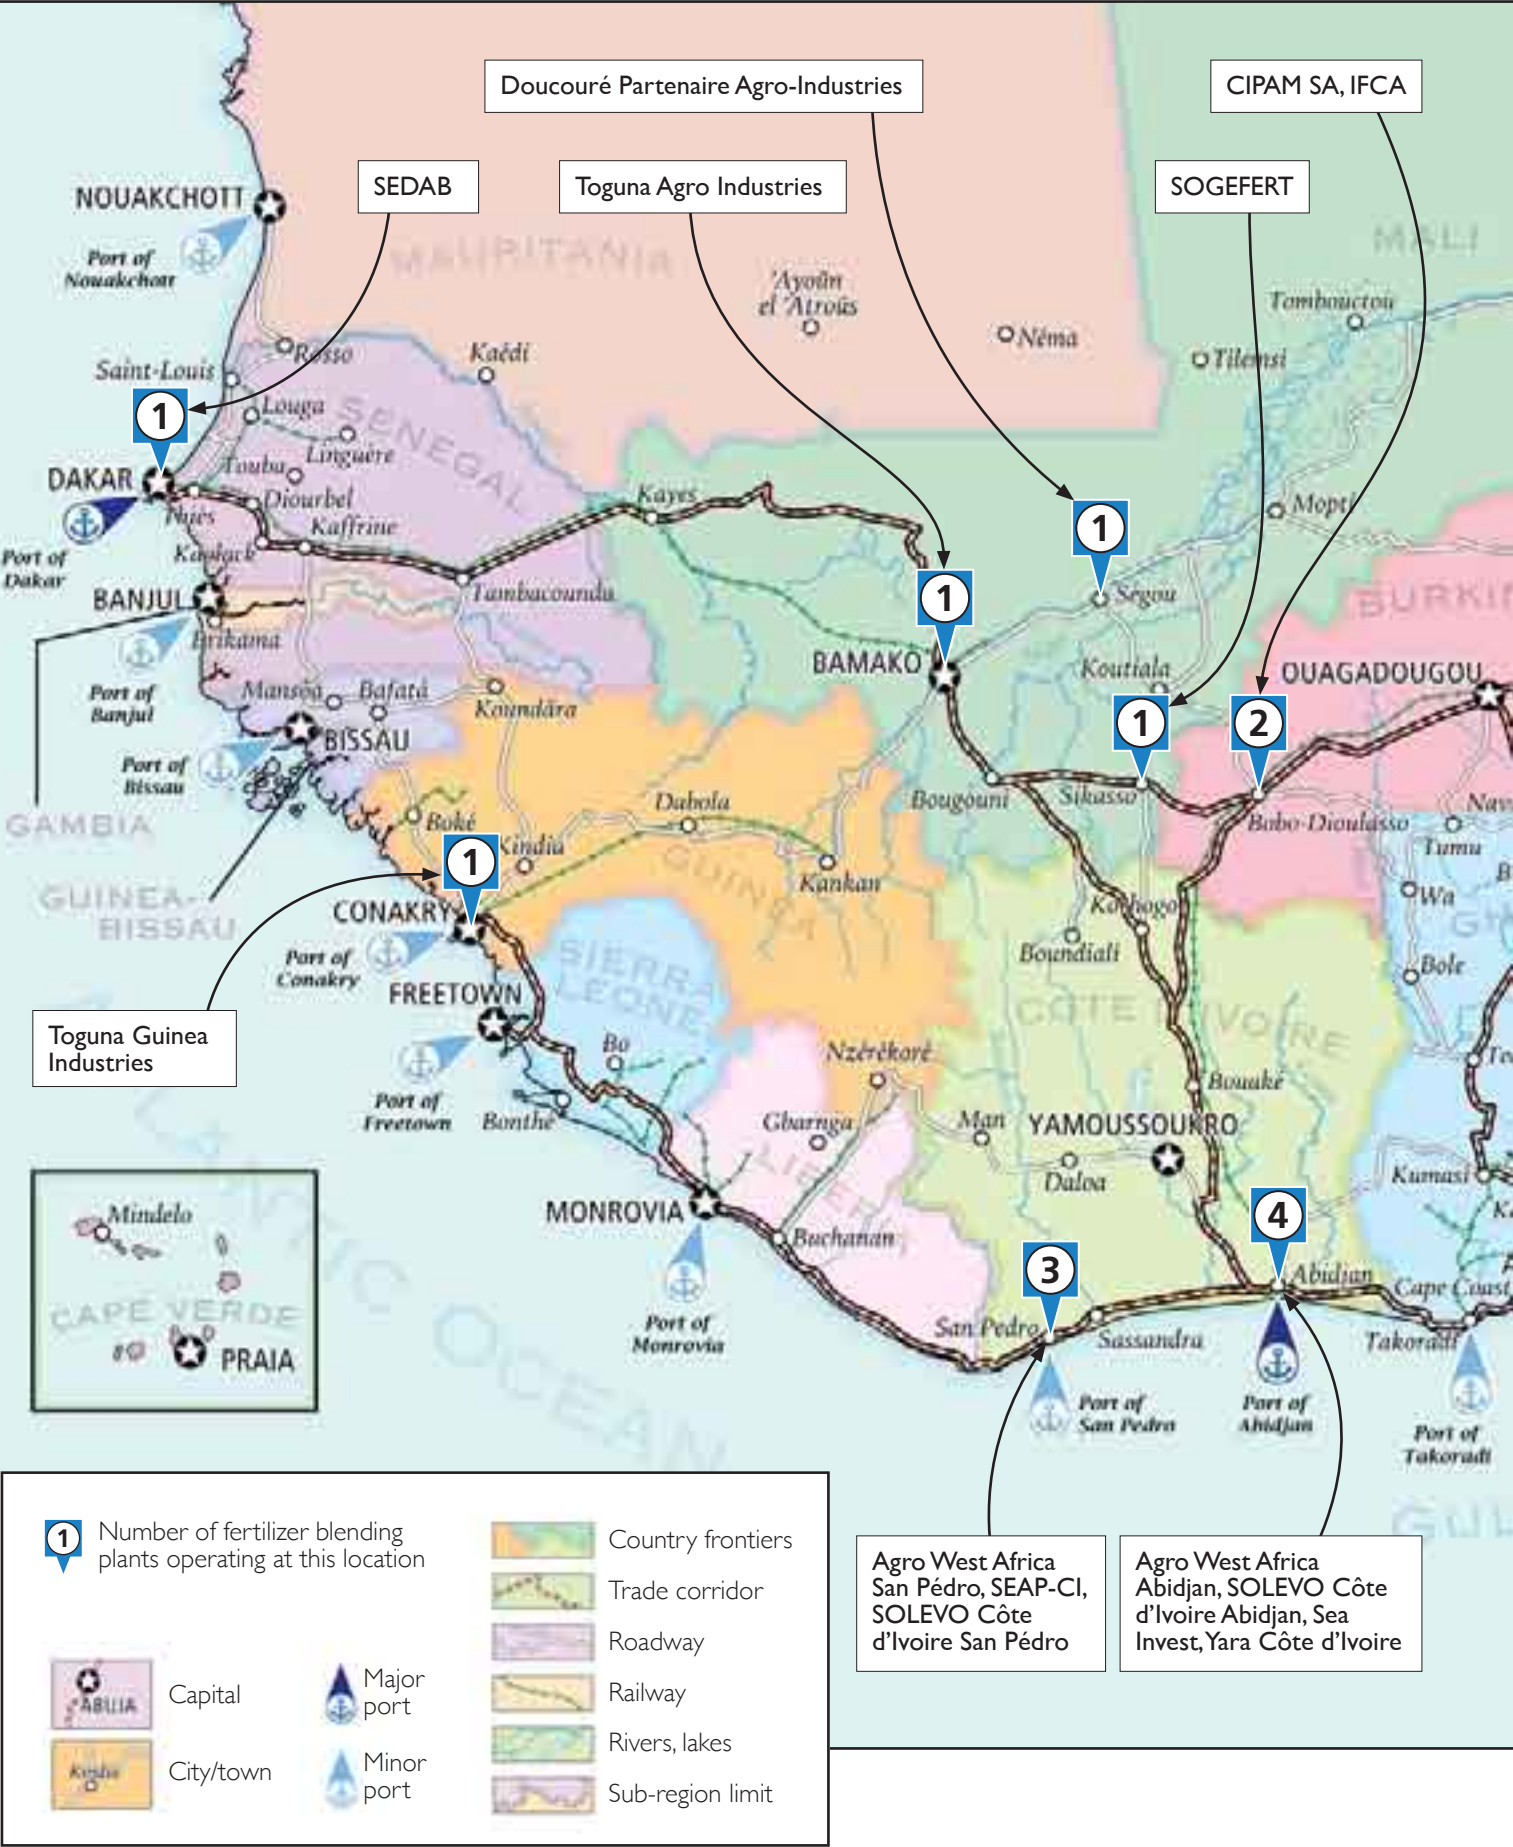 Doucouré Partenaire Agro-Industries
CIPAM SA, IFCA
SEDAB
Toguna Agro Industries
SOGEFERT
NOUAKCHOTT
Port of
Nouakchott
MAURITANIA
MALI
'Ayoûn
el 'Atroûs
Néma
Tombouctou
Tilemsi
Rosso
Kaédi
Saint-Louis
1
Louga
SENEGAL
Linguère
Touba
DAKAR
Diourbel
Thiès
Kaffrine
Kayes
1
Mopti
Port of
Dakar
Kaolack
Tambacounda
1
Ségou
BURKIN
BANJUL
Brikama
BAMAKO
Koutiala
OUAGADOUGOU
Port of
Banjul
Mansôa
Bafatá
Koundâra
1
2
BISSAU
Port of
Bissau
Bougouni
Sikasso
Bobo-Dioulasso
Dabola
Boké
GAMBIA
Kindia
1
Tumu
GUINEA
Kankan
Wa
GUINEA-
BISSAU
CONAKRY
Korhogo
Port of
Conakry
Boundiali
Bole
SIERRA
LEONE
FREETOWN
CÔTE D'IVOIRE
Toguna Guinea
Industries
Bo
Nzérékoré
Bouaké
Port of
Freetown
Bonthe
Gbarnga
Man
YAMOUSSOUKRO
Daloa
Kumasi
LIBERI
MONROVIA
Buchanan
4
Mindelo
3
Abidjan
Cape Coast
CAPE VERDE
PRAIA
Port of
Monrovia
San Pedro
Sassandra
Takoradi
ATLANTIC OCEAN
Port of
San Pedro
Port of
Abidjan
Port of
Takoradi
GUL
Agro West Africa
San Pédro, SEAP-CI,
SOLEVO Côte
d'Ivoire San Pédro
Agro West Africa
Abidjan, SOLEVO Côte
d'Ivoire Abidjan, Sea
Invest, Yara Côte d'Ivoire
1
Number of fertilizer blending
plants operating at this location
ABUJA
Capital
Kindia
City/town
Major
port
Minor
port
Country frontiers
Trade corridor
Roadway
Railway
Rivers, lakes
Sub-region limit